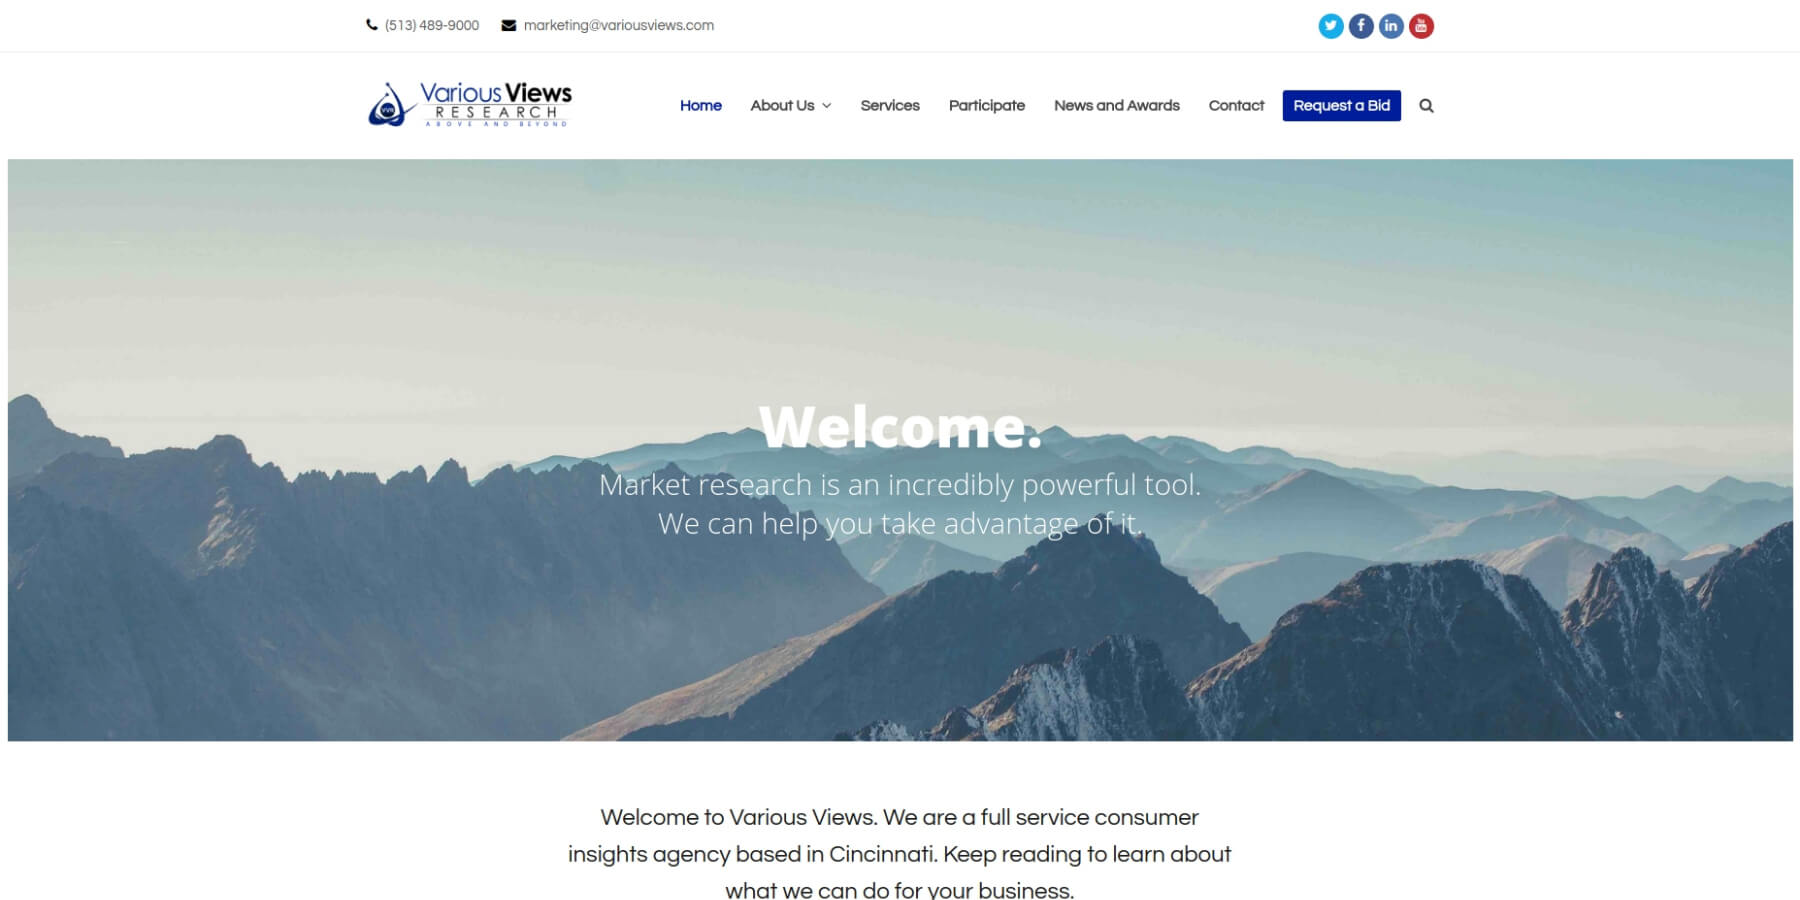 (513) 489-9000 marketing@variousviews.com
Various Views
RESEARCH
ABOVE AND BEYOND
Home About Us Services Participate News and Awards Contact Request a Bid
Welcome.
Market research is an incredibly powerful tool.
We can help you take advantage of it.
Welcome to Various Views. We are a full service consumer
insights agency based in Cincinnati. Keep reading to learn about
what we can do for your business.